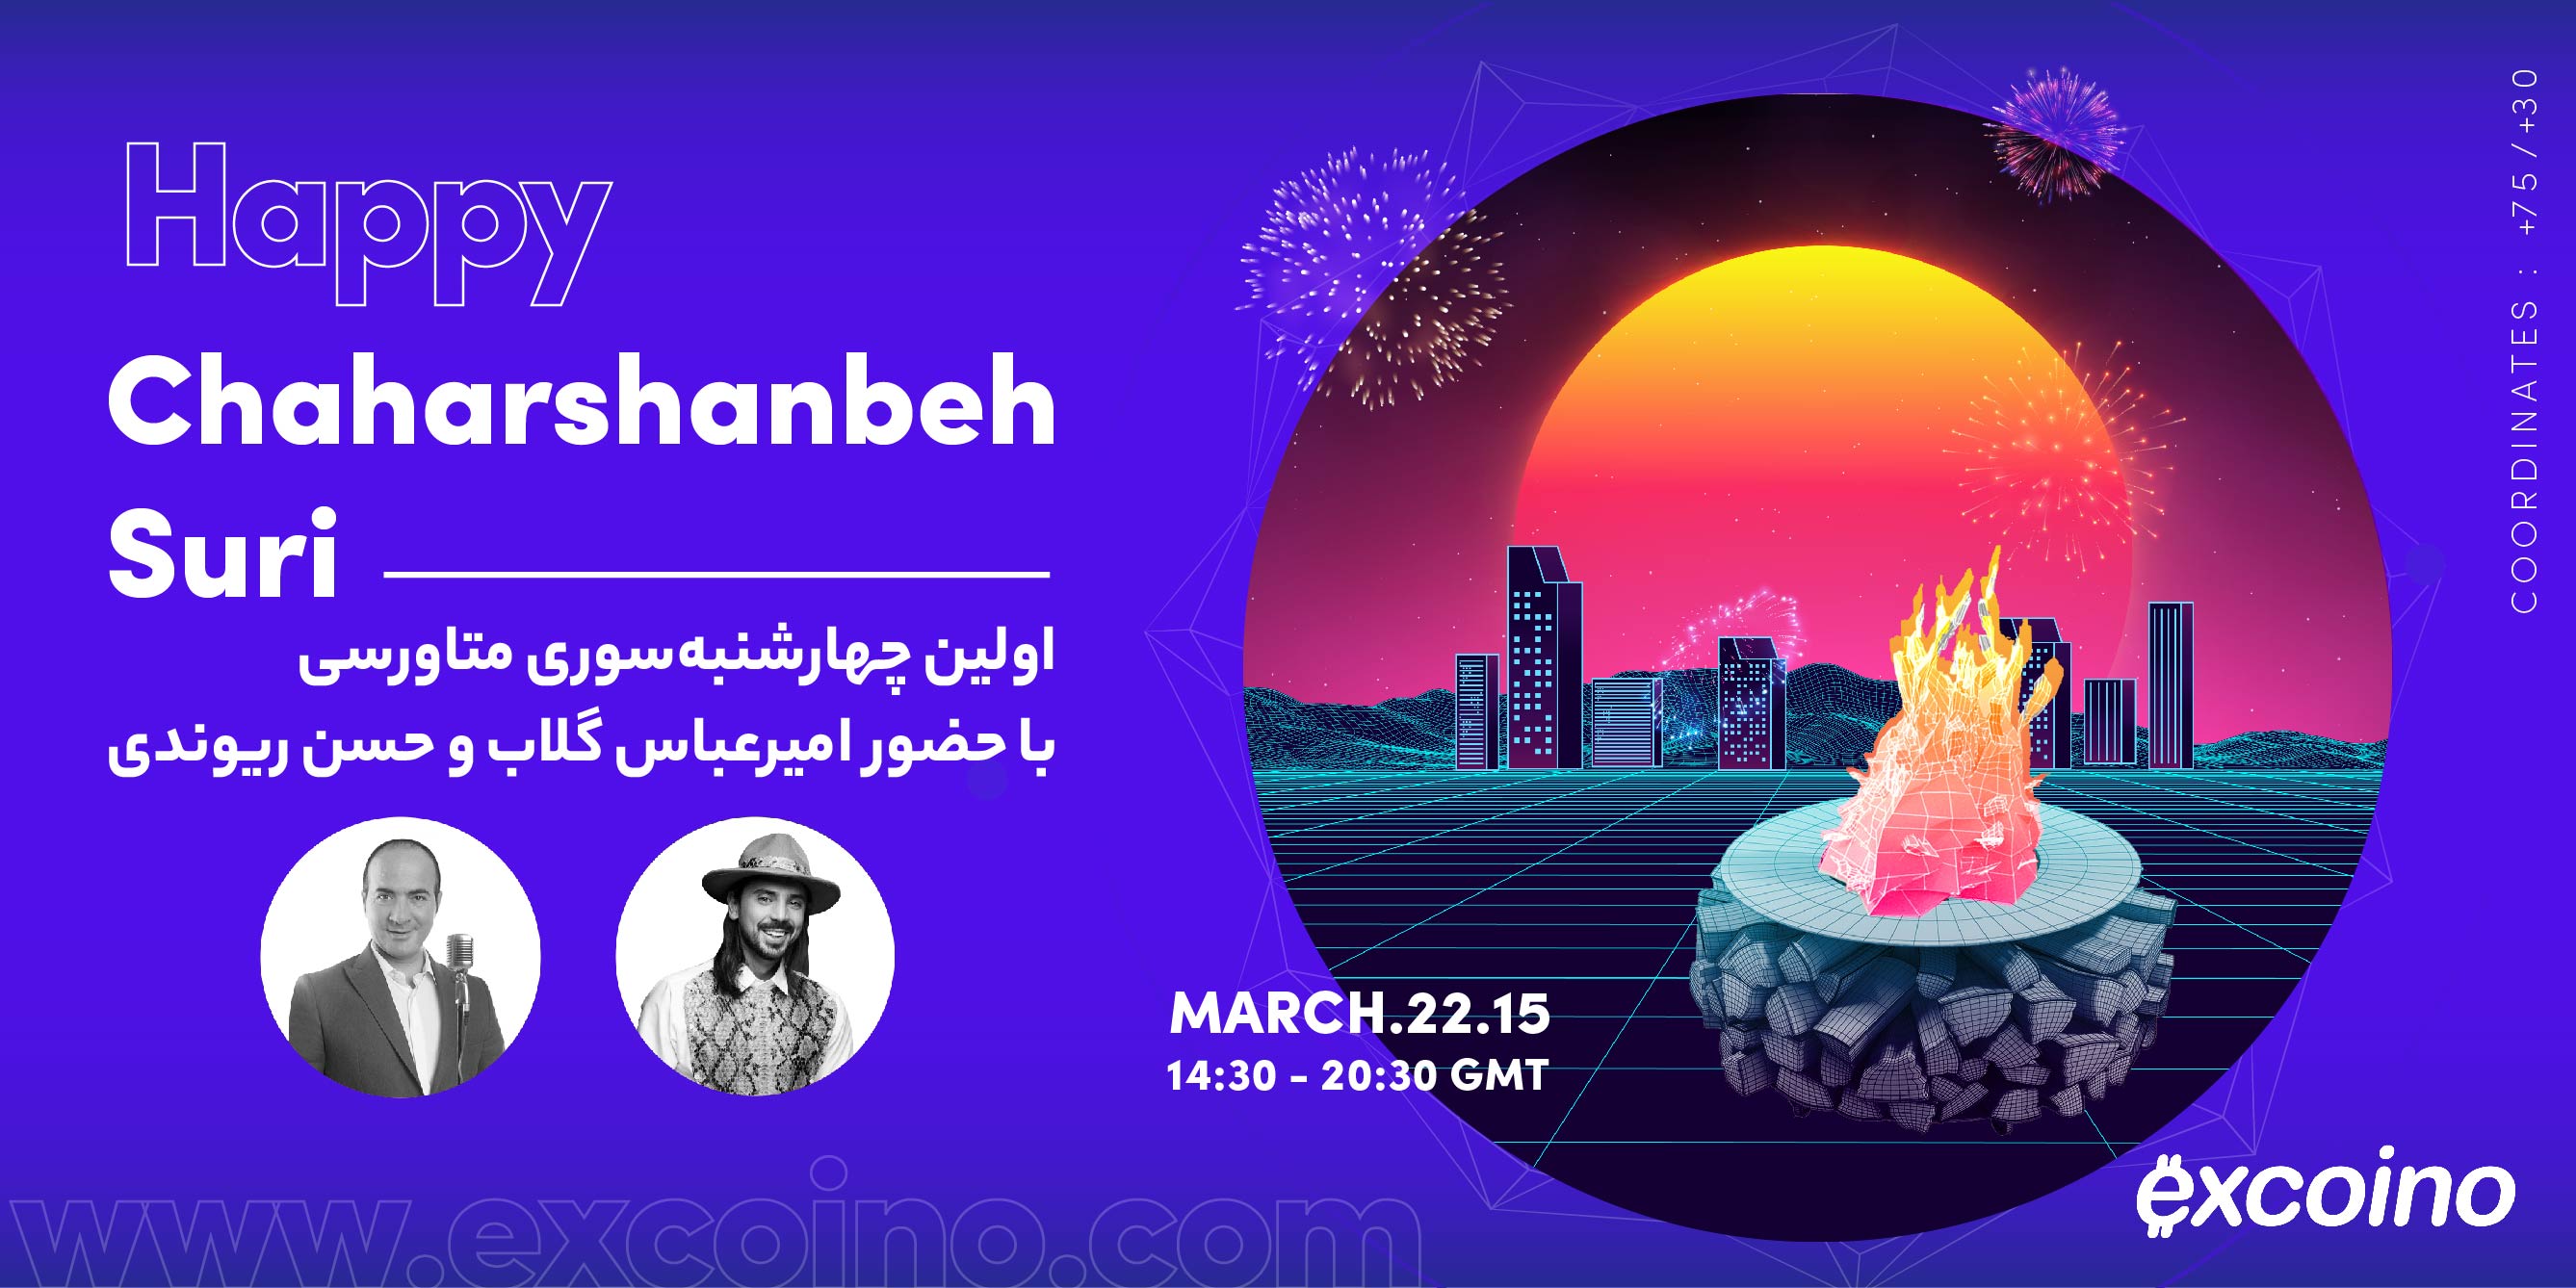 Happy
Chaharshanbeh
Suri
اولین چهارشنبه‌سوری متاورسی
با حضور امیرعباس گلاب و حسن ریوندی
MARCH.22.15
14:30 - 20:30 GMT
COORDINATES : +75 / +30
www.excoino.com
excoino